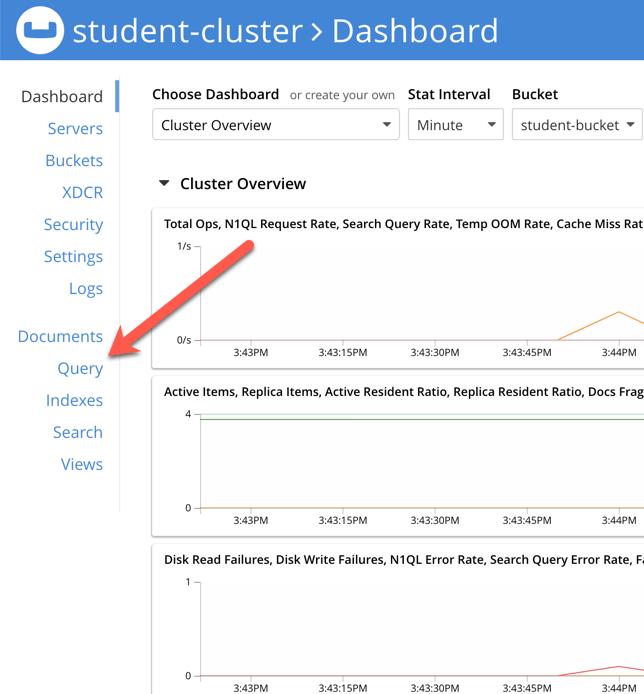 student-cluster > Dashboard
Dashboard
Servers
Buckets
XDCR
Security
Settings
Logs
Documents
Query
Indexes
Search
Views
Choose Dashboard or create your own Stat Interval Bucket
Cluster Overview Minute student-bucket
Cluster Overview
Total Ops, N1QL Request Rate, Search Query Rate, Temp OOM Rate, Cache Miss Rat
1/s
0/s
3:43PM 3:43:15PM 3:43:30PM 3:43:45PM 3:44PM
Active Items, Replica Items, Active Resident Ratio, Replica Resident Ratio, Docs Frag
4
0
3:43PM 3:43:15PM 3:43:30PM 3:43:45PM 3:44PM
Disk Read Failures, Disk Write Failures, N1QL Error Rate, Search Query Error Rate, Fa
1
0
3:43PM 3:43:15PM 3:43:30PM 3:43:45PM 3:44PM